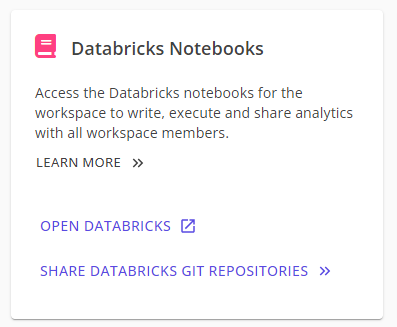 Databricks Notebooks
Access the Databricks notebooks for the
workspace to write, execute and share analytics
with all workspace members.
LEARN MORE
OPEN DATABRICKS
SHARE DATABRICKS GIT REPOSITORIES